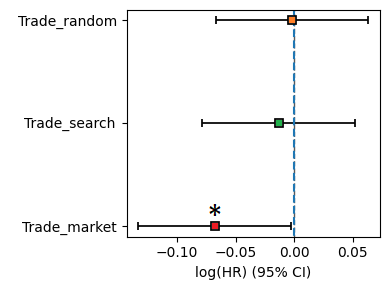 Trade_random
Trade_search
*
Trade_market
−0.10 −0.05 0.00 0.05
log(HR) (95% CI)